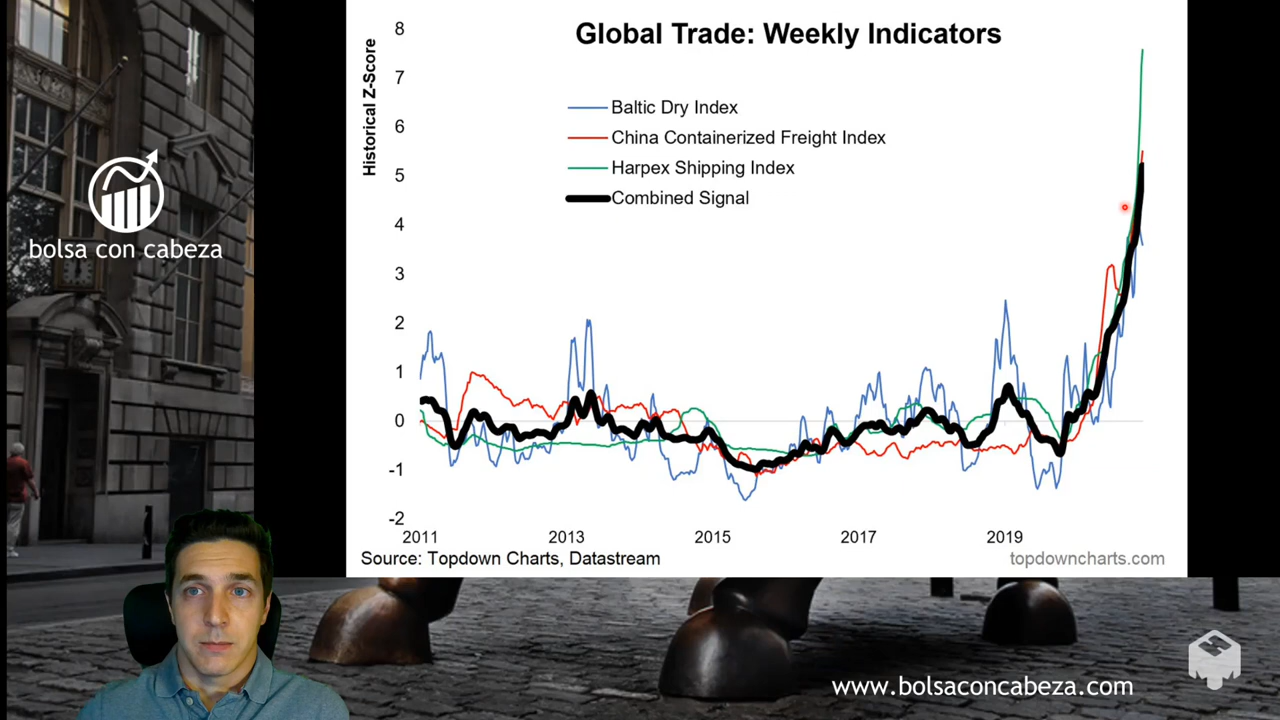 Global Trade: Weekly Indicators
Historical Z-Score
8
7
6
5
4
3
2
1
0
-1
-2
Baltic Dry Index
China Containerized Freight Index
Harpex Shipping Index
Combined Signal
2011 2013 2015 2017 2019
Source: Topdown Charts, Datastream
topdowncharts.com
bolsa con cabeza
www.bolsaconcabeza.com